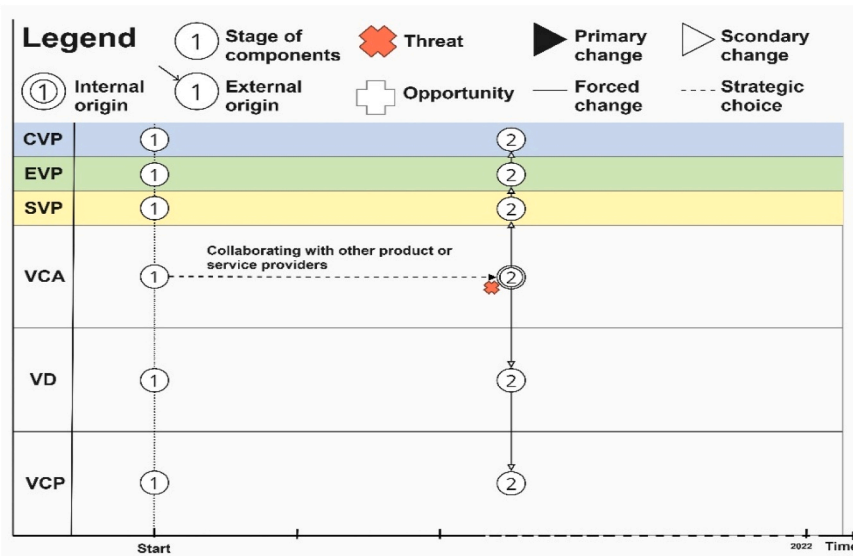 Legend
1 Stage of components
Threat
Primary change
Scondary change
1 Internal origin
1 External origin
Opportunity
Forced change
Strategic choice
CVP 1 2
EVP 1 2
SVP 1 2
Collaborating with other product or
service providers
VCA 1 2
VD 1 2
VCP 1 2
Start 2022 Time